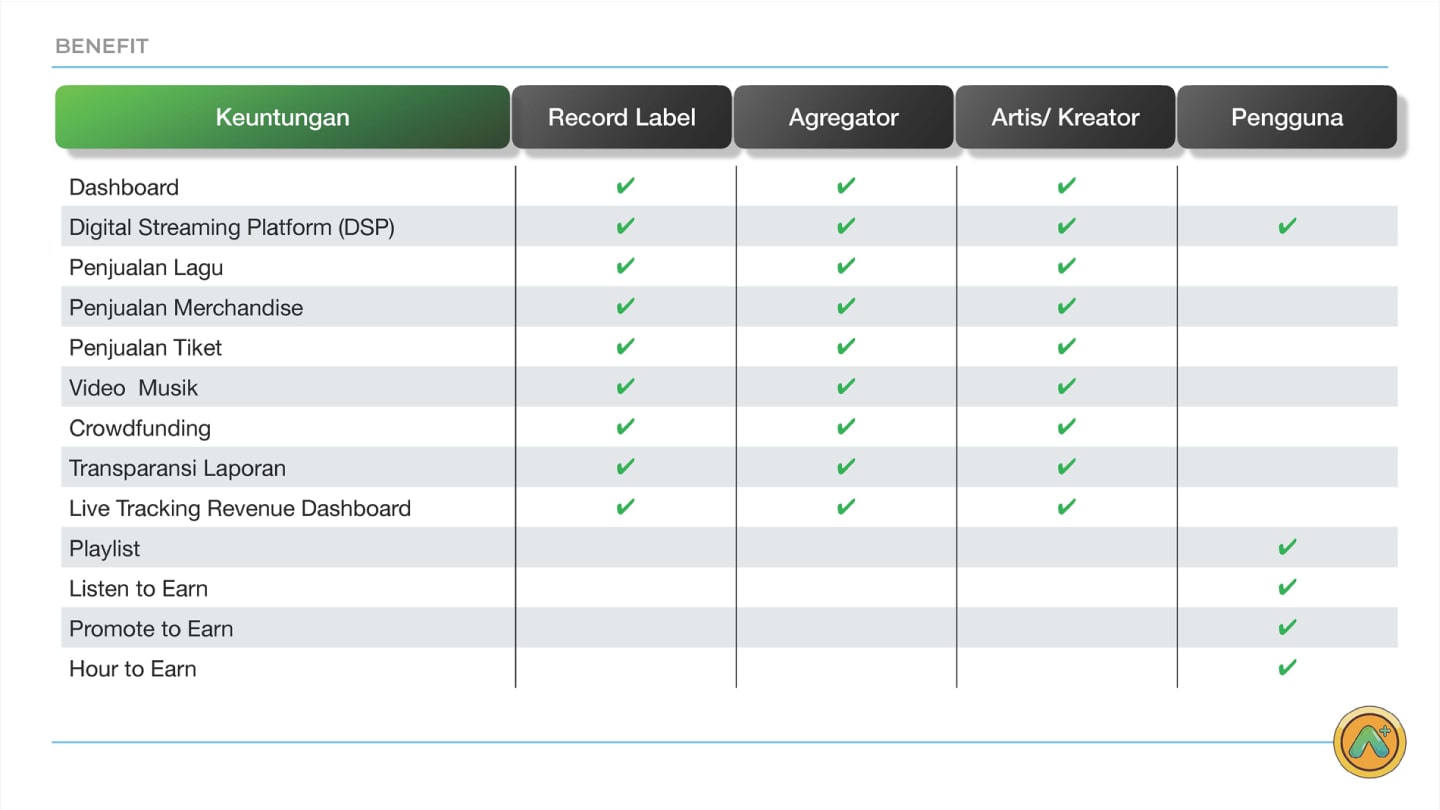 BENEFIT
Keuntungan Record Label Agregator Artis/ Kreator Pengguna
Dashboard ✔ ✔ ✔
Digital Streaming Platform (DSP) ✔ ✔ ✔ ✔
Penjualan Lagu ✔ ✔ ✔
Penjualan Merchandise ✔ ✔ ✔
Penjualan Tiket ✔ ✔ ✔
Video  Musik ✔ ✔ ✔
Crowdfunding ✔ ✔ ✔
Transparansi Laporan ✔ ✔ ✔
Live Tracking Revenue Dashboard ✔ ✔ ✔
Playlist ✔
Listen to Earn ✔
Promote to Earn ✔
Hour to Earn ✔